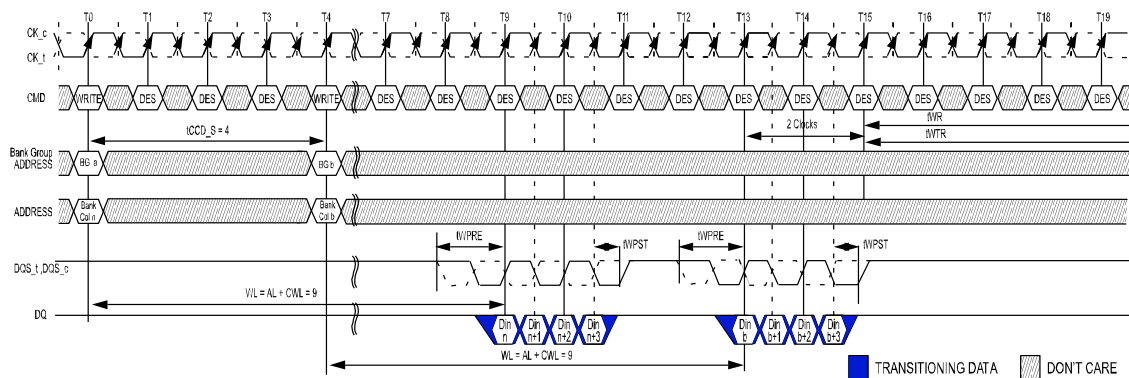 T0 T1 T2 T3 T4 T7 T8 T9 T10 T11 T12 T13 T14 T15 T16 T17 T18 T19
CK_c
CK_t
CMD WRITE DES DES DES WRITE DES DES DES DES DES DES DES DES DES DES DES DES DES
tCCD_S = 4
2 Clocks
tWR
tWTR
Bank Group
ADDRESS
BG a
BG b
ADDRESS
Bank
Col n
Bank
Col b
tWPRE
tWPST
tWPRE
tWPST
DQS_t ,DQS_c
WL = AL + CWL = 9
DQ
Din
n
Din
n+1
Din
n+2
Din
n+3
Din
b
Din
b+1
Din
b+2
Din
b+3
WL = AL + CWL = 9
TRANSITIONING DATA
DON'T CARE